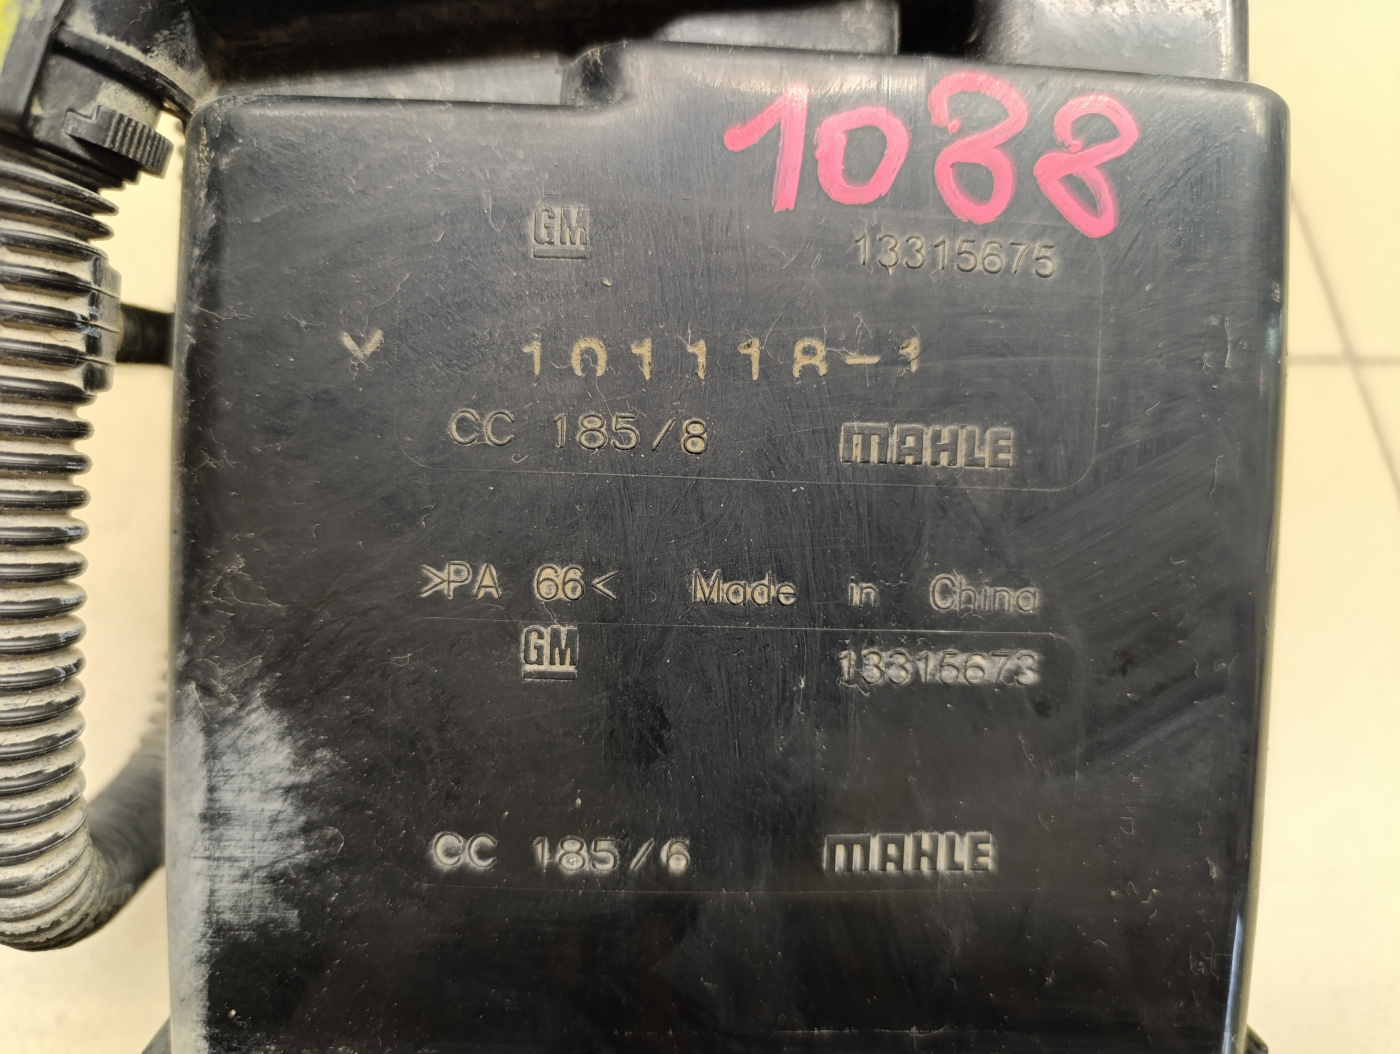 1088
GM 13315675
Y 101118-1
CC 185/8 MAHLE
>PA 66< Made in China
GM 13315673
CC 185/6 MAHLE